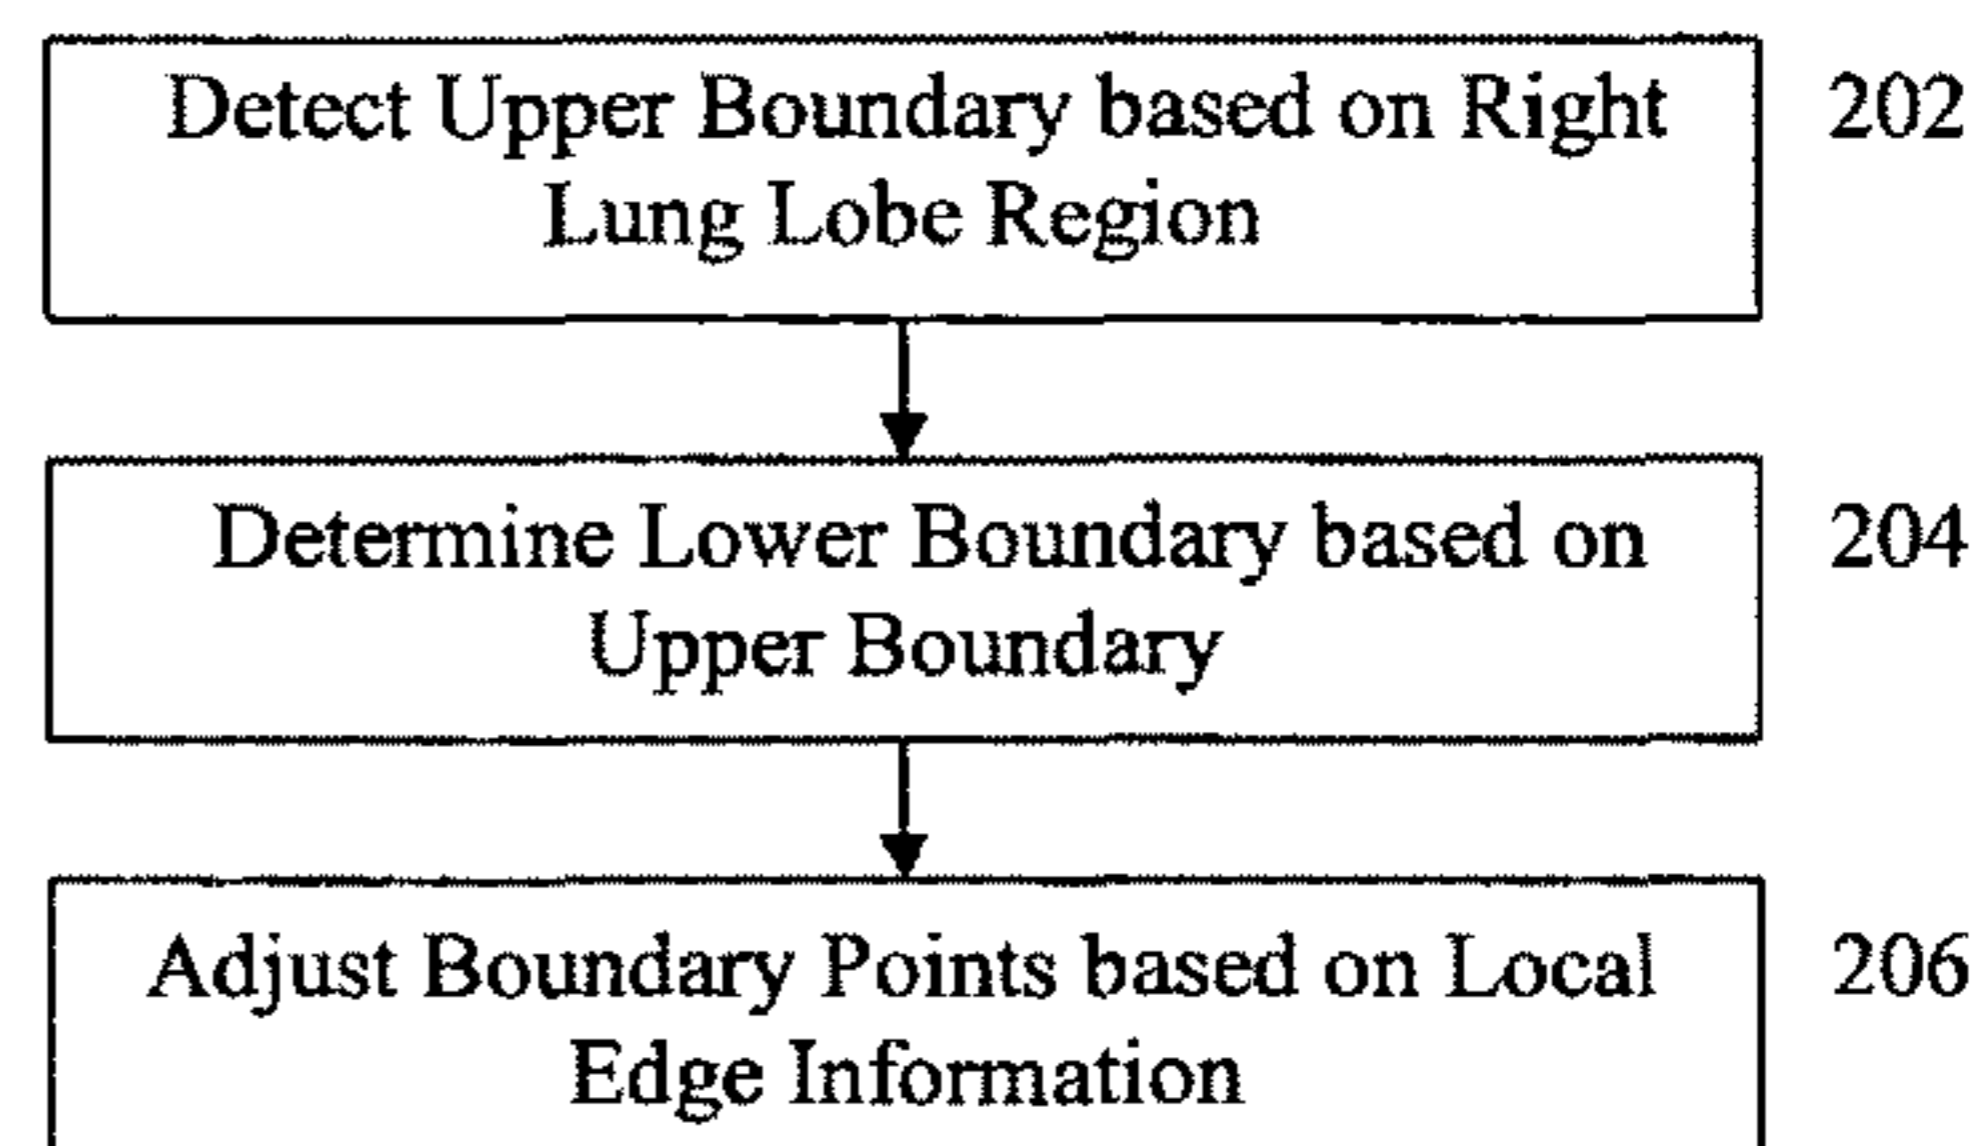 Detect Upper Boundary based on Right 202
Lung Lobe Region
Determine Lower Boundary based on 204
Upper Boundary
Adjust Boundary Points based on Local 206
Edge Information